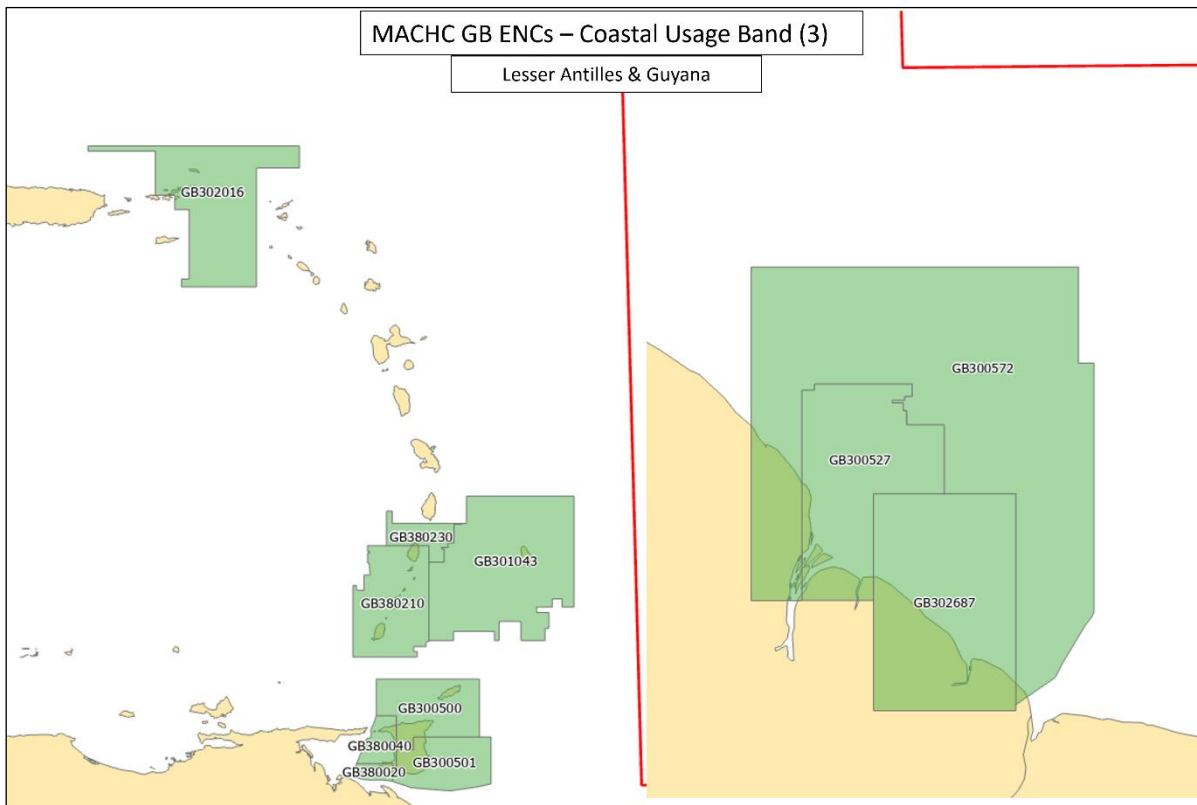 MACHC GB ENCs – Coastal Usage Band (3)
Lesser Antilles & Guyana
GB302016
GB300572
GB300527
GB380230
GB301043
GB380210
GB302687
GB300500
GB380040
GB300501
GB380020